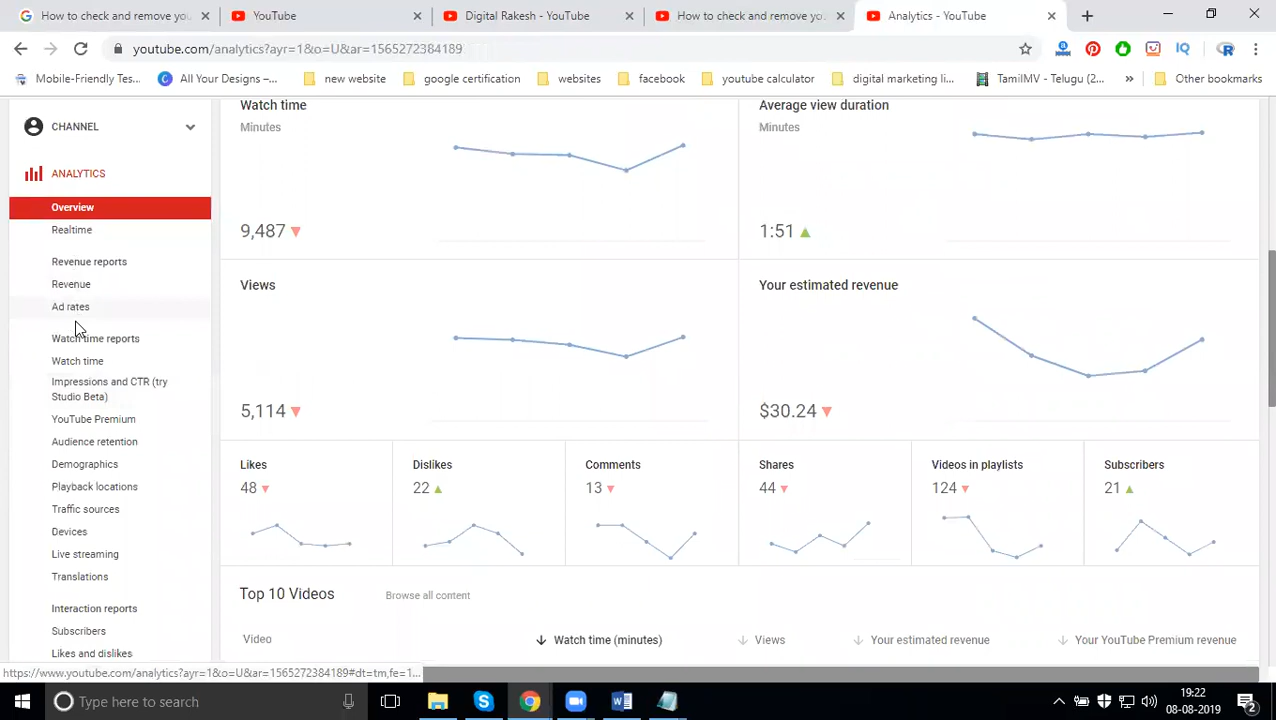 How to check and remove you
YouTube
Digital Rakesh - YouTube
How to check and remove yo
Analytics - YouTube
youtube.com/analytics?ayr=1&o=U&ar=1565272384189
Mobile-Friendly Tes...
All Your Designs –...
new website
google certification
websites
facebook
youtube calculator
digital marketing li...
TamilMV - Telugu (2...
Other bookmarks
CHANNEL
ANALYTICS
Overview
Realtime
Revenue reports
Revenue
Ad rates
Watch time reports
Watch time
Impressions and CTR (try
Studio Beta)
YouTube Premium
Audience retention
Demographics
Playback locations
Traffic sources
Devices
Live streaming
Translations
Interaction reports
Subscribers
Likes and dislikes
Watch time
Minutes
9,487
Average view duration
Minutes
1:51
Views
5,114
Your estimated revenue
$30.24
Likes
48
Dislikes
22
Comments
13
Shares
44
Videos in playlists
124
Subscribers
21
Top 10 Videos
Browse all content
Video
Watch time (minutes)
Views
Your estimated revenue
Your YouTube Premium revenue
https://www.youtube.com/analytics?ayr=1&o=U&ar=1565272384189#dt=tm,fe=1...
Type here to search
19:22
08-08-2019
2